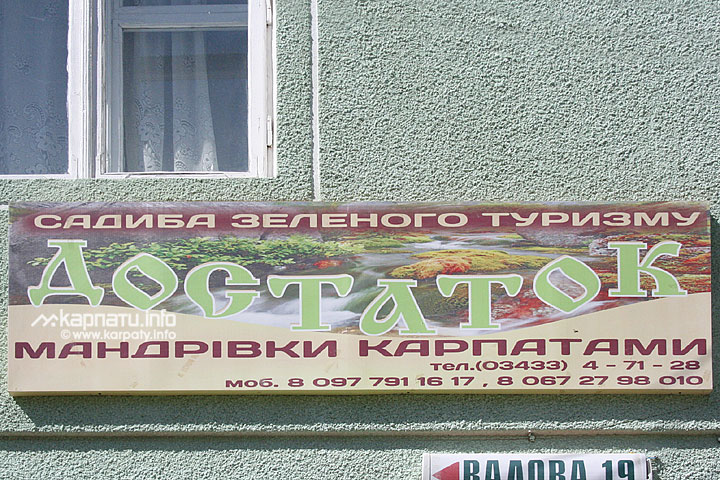 САДИБА ЗЕЛЕНОГО ТУРИЗМУ
ДОСТАТОК
карпати.info
© www.karpaty.info
МАНДРІВКИ КАРПАТАМИ
тел.(03433) 4 - 71 - 28
моб. 8 097 791 16 17 , 8 067 27 98 010
ВАЛОВА 19